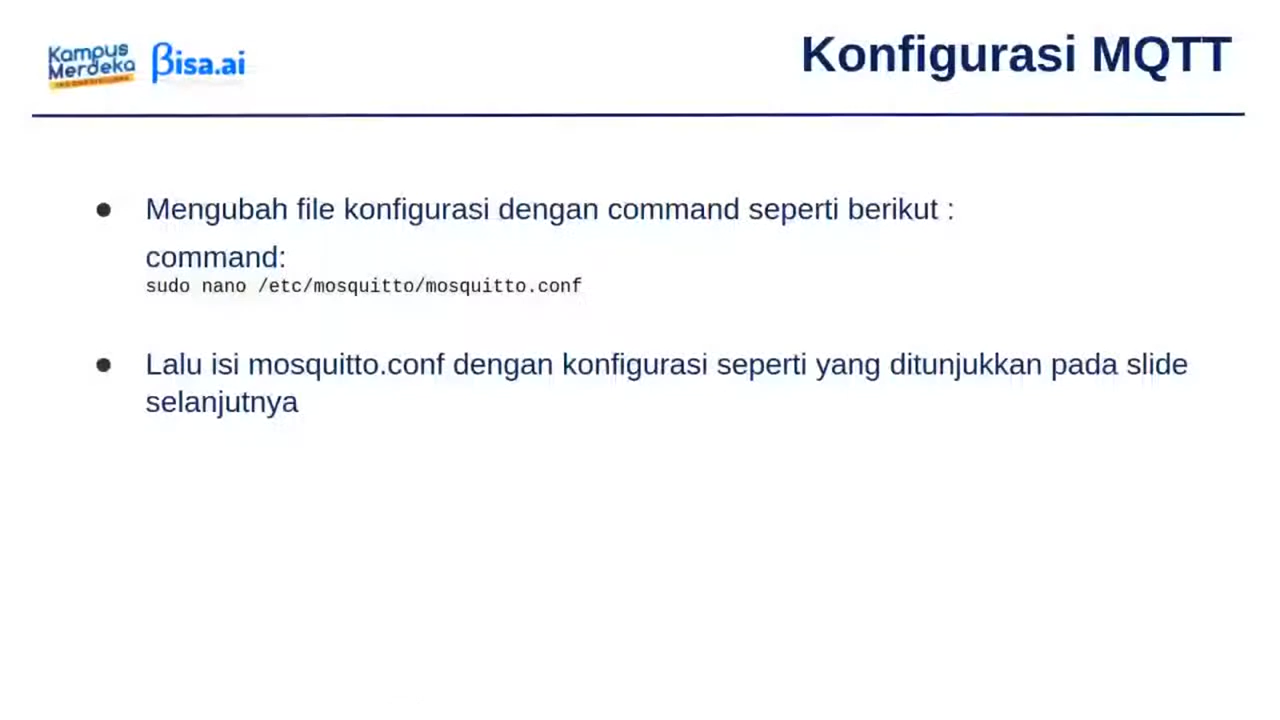 Kampus
Merdeka
βisa.ai
Konfigurasi MQTT
● Mengubah file konfigurasi dengan command seperti berikut :
command:
sudo nano /etc/mosquitto/mosquitto.conf
● Lalu isi mosquitto.conf dengan konfigurasi seperti yang ditunjukkan pada slide
selanjutnya